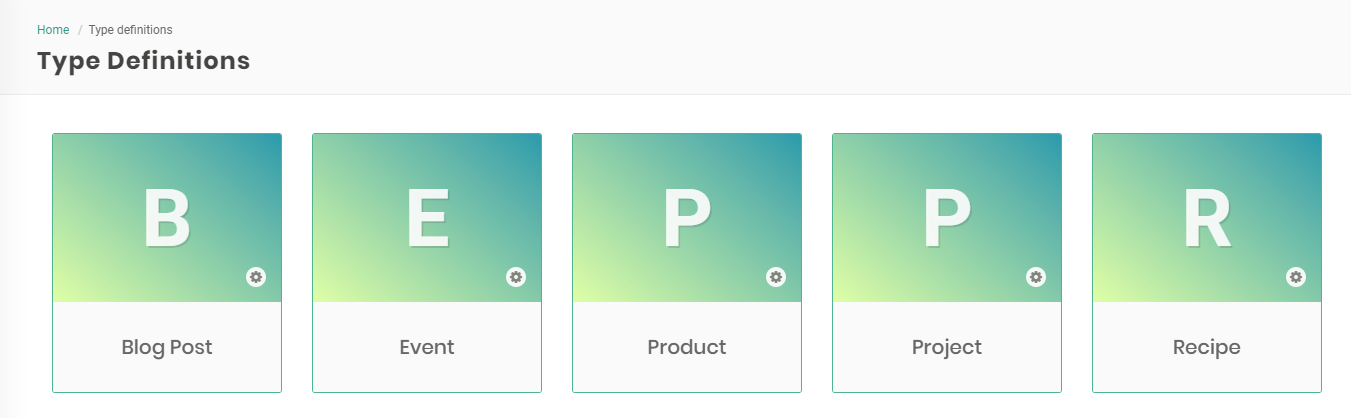 Home / Type definitions
Type Definitions
B
E
P
P
R
Blog Post
Event
Product
Project
Recipe